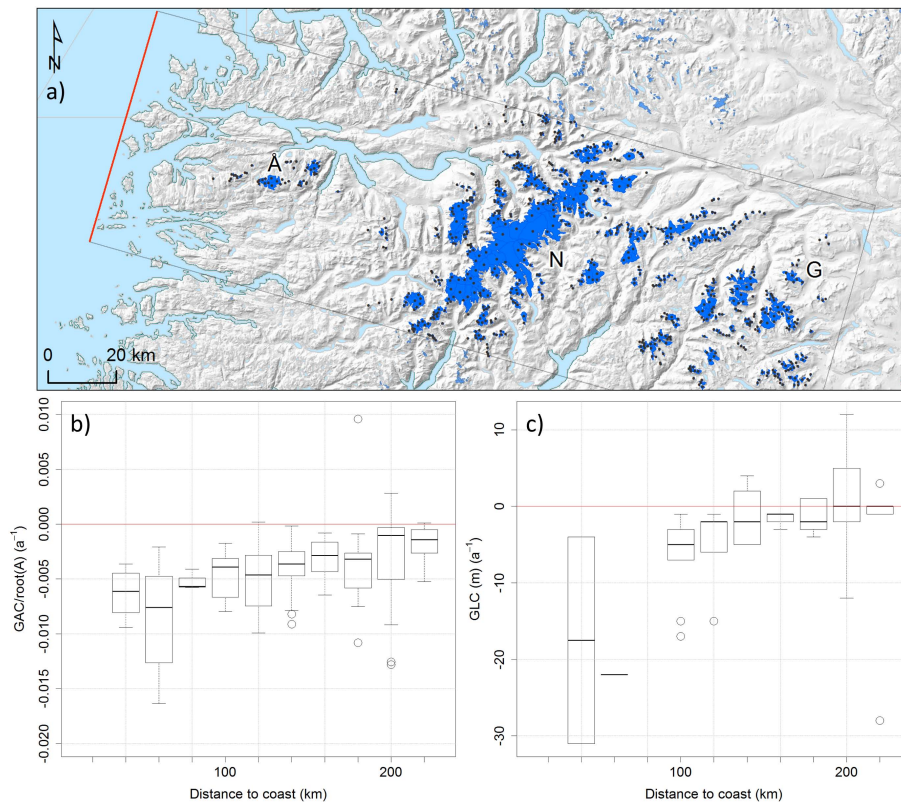 N
a)
Å
N
G
0 20 km
b)
0.010
0.005
0.000
-0.005
-0.010
-0.015
-0.020
GAC/root(A) (a⁻¹)
100 200
Distance to coast (km)
c)
10
0
-10
-20
-30
GLC (m) (a⁻¹)
100 200
Distance to coast (km)